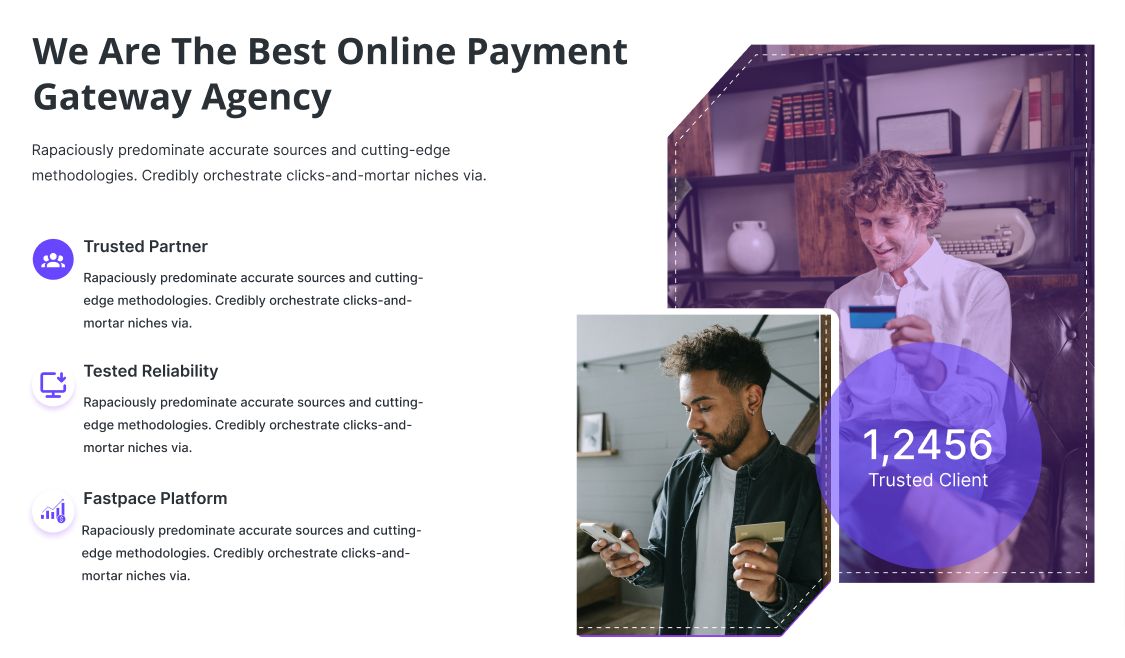 We Are The Best Online Payment
Gateway Agency
Rapaciously predominate accurate sources and cutting-edge
methodologies. Credibly orchestrate clicks-and-mortar niches via.
Trusted Partner
Rapaciously predominate accurate sources and cutting-
edge methodologies. Credibly orchestrate clicks-and-
mortar niches via.
Tested Reliability
Rapaciously predominate accurate sources and cutting-
edge methodologies. Credibly orchestrate clicks-and-
mortar niches via.
Fastpace Platform
Rapaciously predominate accurate sources and cutting-
edge methodologies. Credibly orchestrate clicks-and-
mortar niches via.
1,2456
Trusted Client